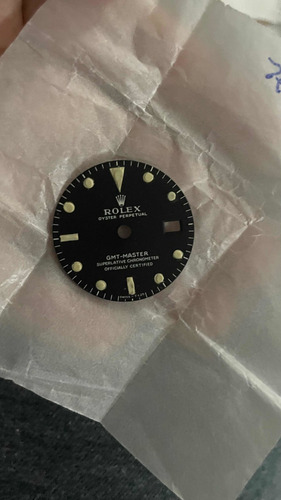 ROLEX
OYSTER PERPETUAL
GMT-MASTER
SUPERLATIVE CHRONOMETER
OFFICIALLY CERTIFIED